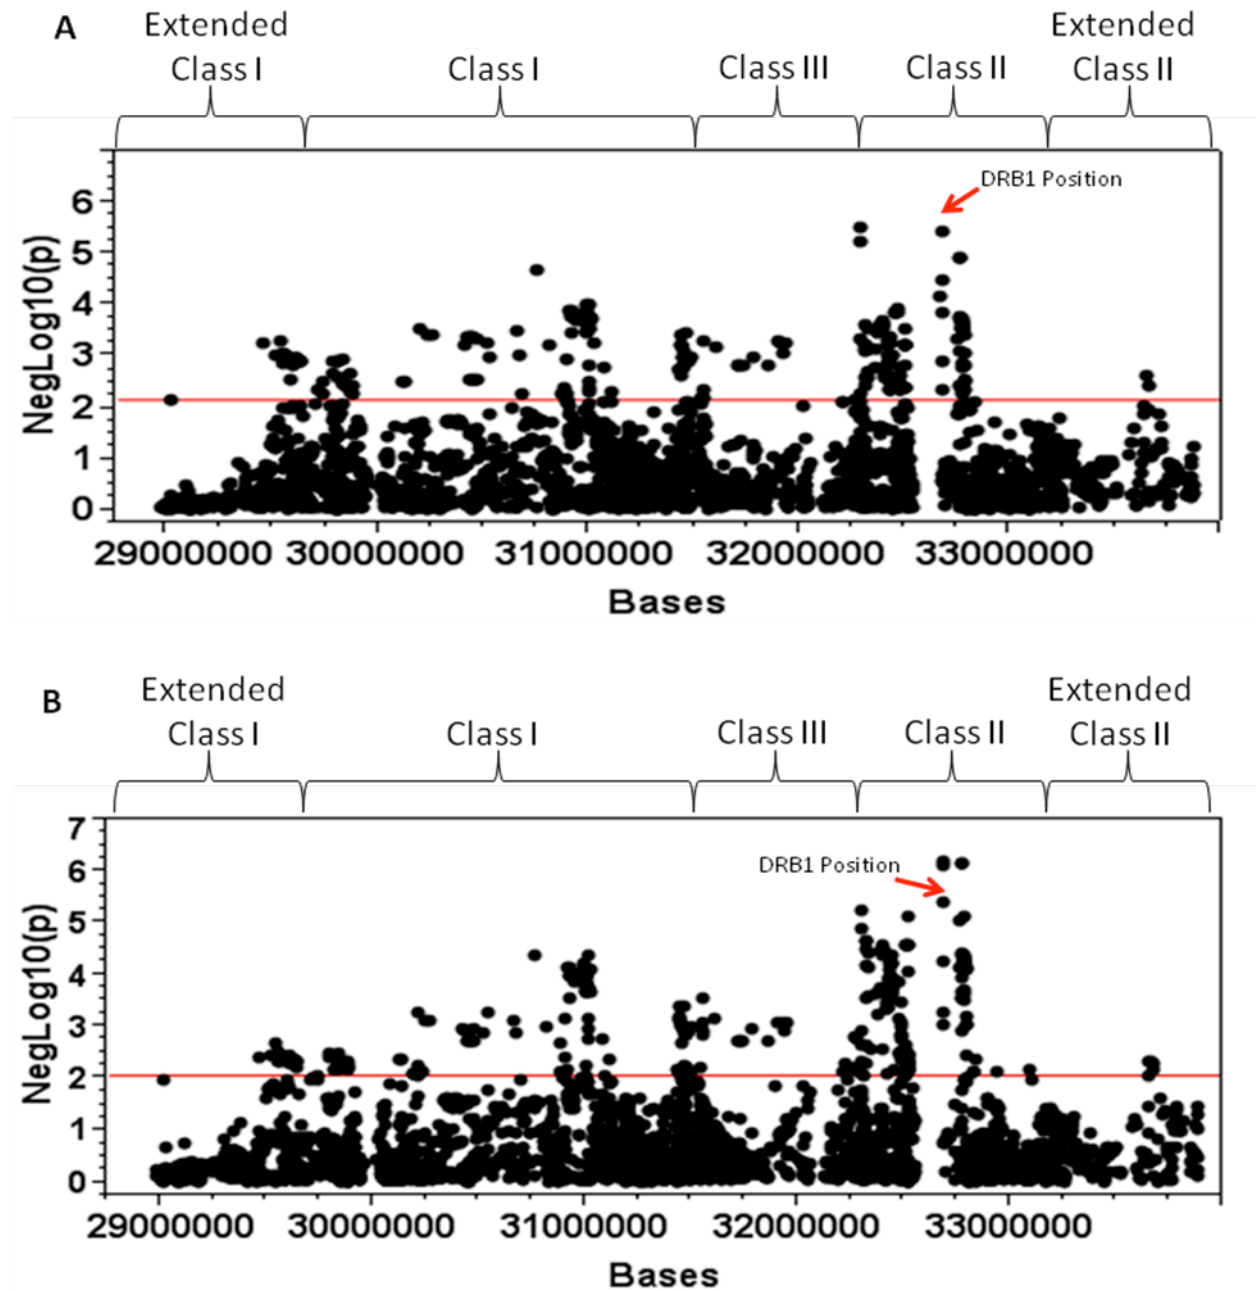 A
Extended
Class I
Class I
Class III
Class II
Extended
Class II
DRB1 Position
NegLog10(p)
6
5
4
3
2
1
0
29000000 30000000 31000000 32000000 33000000
Bases
B
Extended
Class I
Class I
Class III
Class II
Extended
Class II
DRB1 Position
NegLog10(p)
7
6
5
4
3
2
1
0
29000000 30000000 31000000 32000000 33000000
Bases